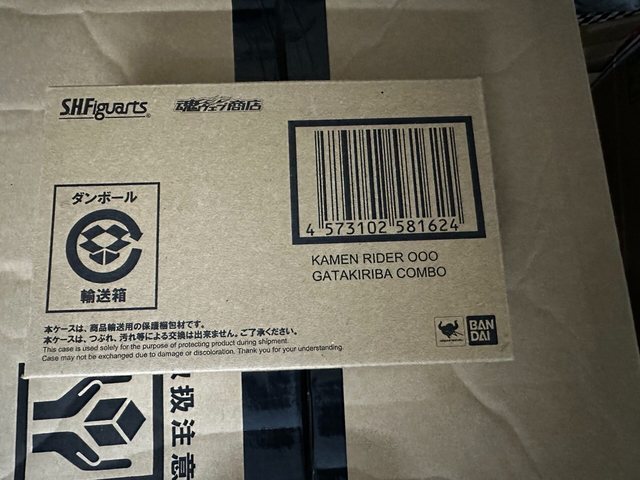 S.H.Figuarts
魂ウェブ商店
4 573102 581624
KAMEN RIDER OOO
GATAKIRIBA COMBO
ダンボール
輸送箱
本ケースは、商品輸送用の保護梱包材です。
本ケースは、つぶれ、汚れ等による交換は出来ません。ご了承ください。
This case is used solely for the purpose of protecting product during shipment.
Case may not be exchanged due to damage or discoloration. Thank you for your understanding.
BAN
DAI
扱注意